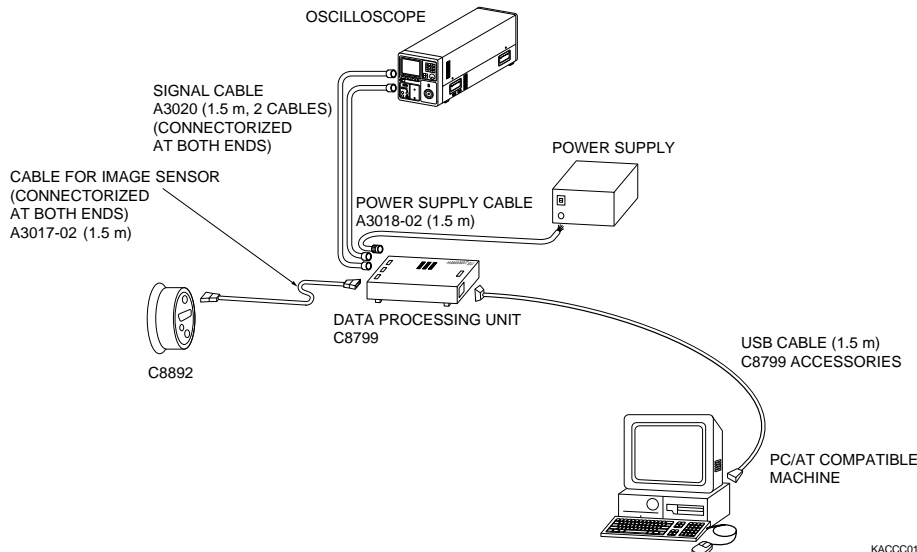 OSCILLOSCOPE
SIGNAL CABLE
A3020 (1.5 m, 2 CABLES)
(CONNECTORIZED
AT BOTH ENDS)
POWER SUPPLY
CABLE FOR IMAGE SENSOR
(CONNECTORIZED
AT BOTH ENDS)
A3017-02 (1.5 m)
POWER SUPPLY CABLE
A3018-02 (1.5 m)
DATA PROCESSING UNIT
C8799
C8892
USB CABLE (1.5 m)
C8799 ACCESSORIES
PC/AT COMPATIBLE
MACHINE